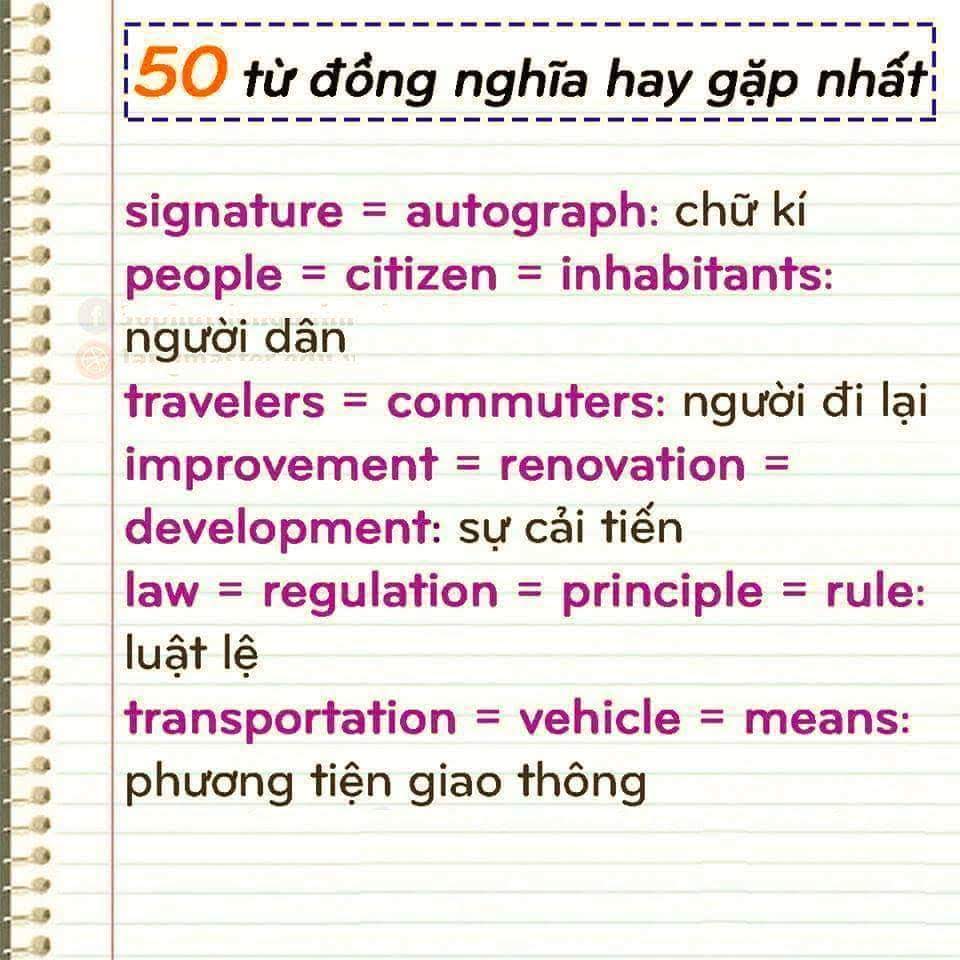 50 từ đồng nghĩa hay gặp nhất
signature = autograph: chữ kí
people = citizen = inhabitants:
người dân
travelers = commuters: người đi lại
improvement = renovation =
development: sự cải tiến
law = regulation = principle = rule:
luật lệ
transportation = vehicle = means:
phương tiện giao thông